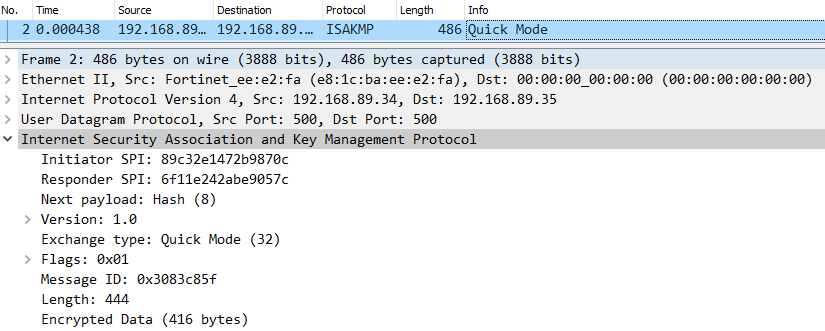 No. Time Source Destination Protocol Length Info
2 0.000438 192.168.89... 192.168.89.... ISAKMP 486 Quick Mode
Frame 2: 486 bytes on wire (3888 bits), 486 bytes captured (3888 bits)
Ethernet II, Src: Fortinet_ee:e2:fa (e8:1c:ba:ee:e2:fa), Dst: 00:00:00_00:00:00 (00:00:00:00:00:00)
Internet Protocol Version 4, Src: 192.168.89.34, Dst: 192.168.89.35
User Datagram Protocol, Src Port: 500, Dst Port: 500
Internet Security Association and Key Management Protocol
Initiator SPI: 89c32e1472b9870c
Responder SPI: 6f11e242abe9057c
Next payload: Hash (8)
Version: 1.0
Exchange type: Quick Mode (32)
Flags: 0x01
Message ID: 0x3083c85f
Length: 444
Encrypted Data (416 bytes)